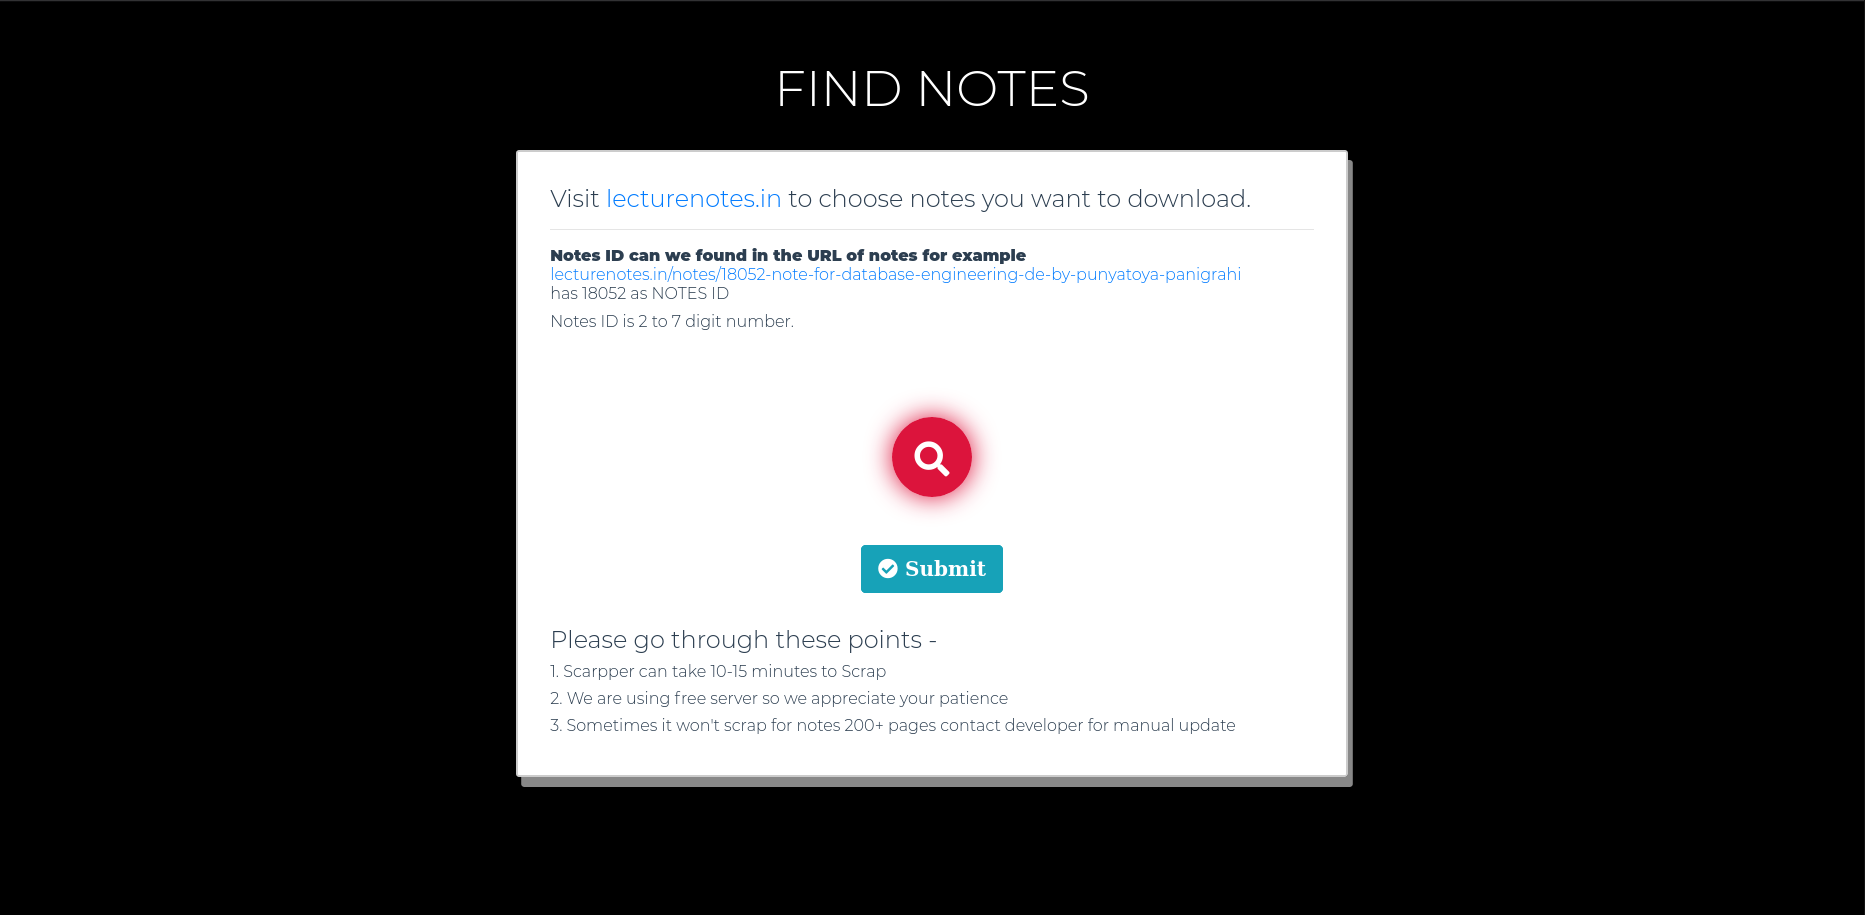 FIND NOTES
Visit lecturenotes.in to choose notes you want to download.
Notes ID can we found in the URL of notes for example
lecturenotes.in/notes/18052-note-for-database-engineering-de-by-punyatoya-panigrahi
has 18052 as NOTES ID
Notes ID is 2 to 7 digit number.
Submit
Please go through these points -
1. Scarpper can take 10-15 minutes to Scrap
2. We are using free server so we appreciate your patience
3. Sometimes it won't scrap for notes 200+ pages contact developer for manual update